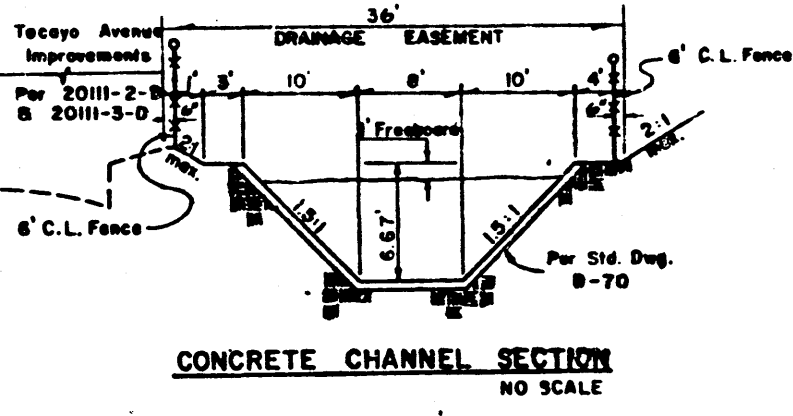 36'
DRAINAGE EASEMENT
Tocayo Avenue
Improvements
Per 20111-2-D
& 20111-3-D
1' 3' 10' 8' 10' 4'
6' C.L. Fence
6" 6"
1' Freeboard
2:1
max.
2:1
max.
1.5:1
6.67'
1.5:1
6' C.L. Fence
Per Std. Dwg.
D-70
CONCRETE CHANNEL SECTION
NO SCALE